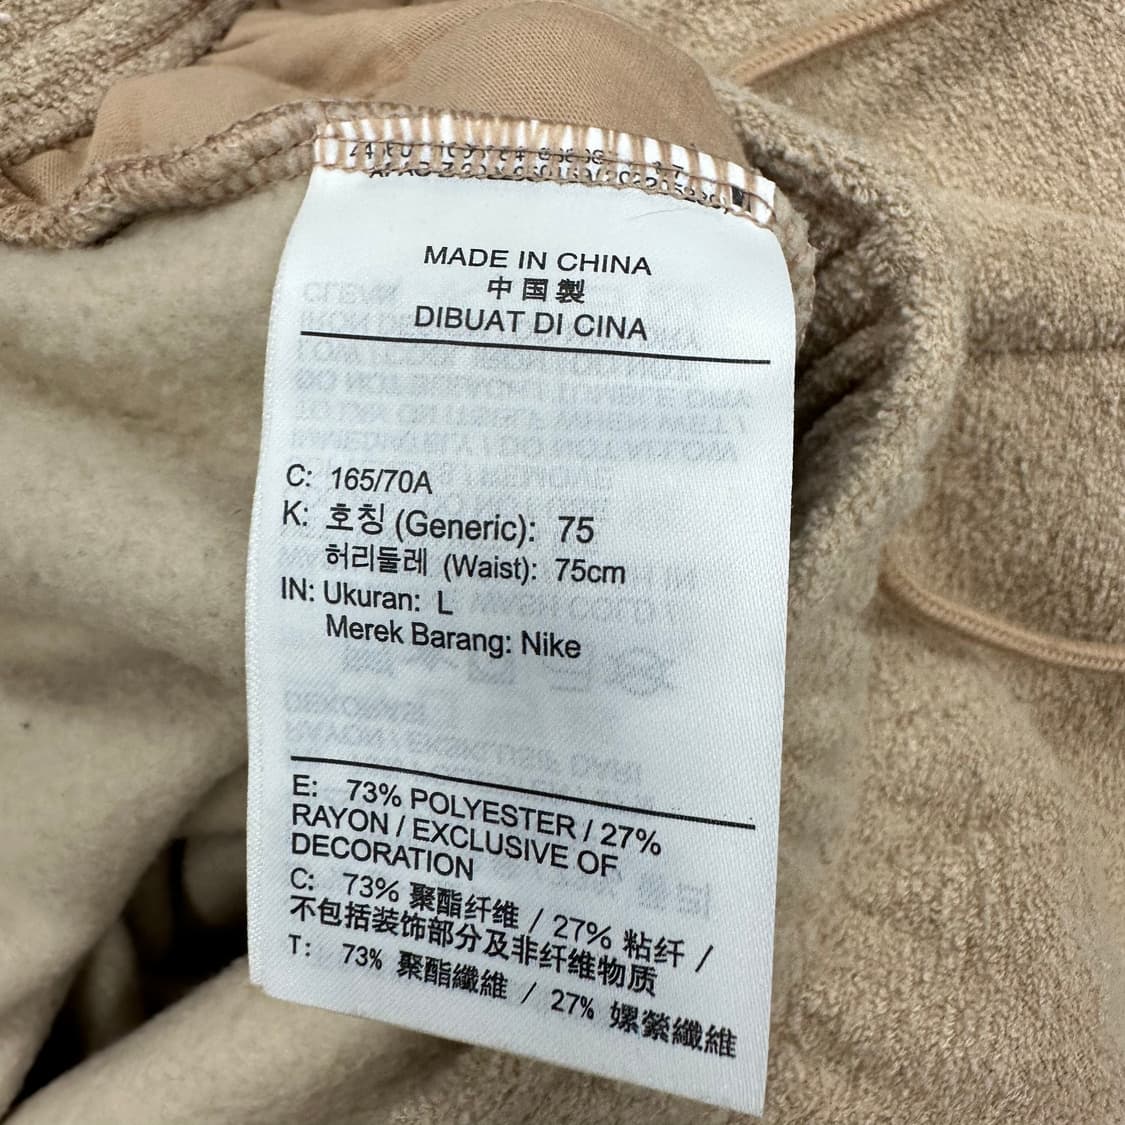 MADE IN CHINA
中国製
DIBUAT DI CINA
C: 165/70A
K: 호칭 (Generic): 75
허리둘레 (Waist): 75cm
IN: Ukuran: L
Merek Barang: Nike
E: 73% POLYESTER / 27%
RAYON / EXCLUSIVE OF
DECORATION
C: 73% 聚酯纤维 / 27% 粘纤 /
不包括装饰部分及非纤维物质
T: 73% 聚酯纖維 / 27% 嫘縈纖維